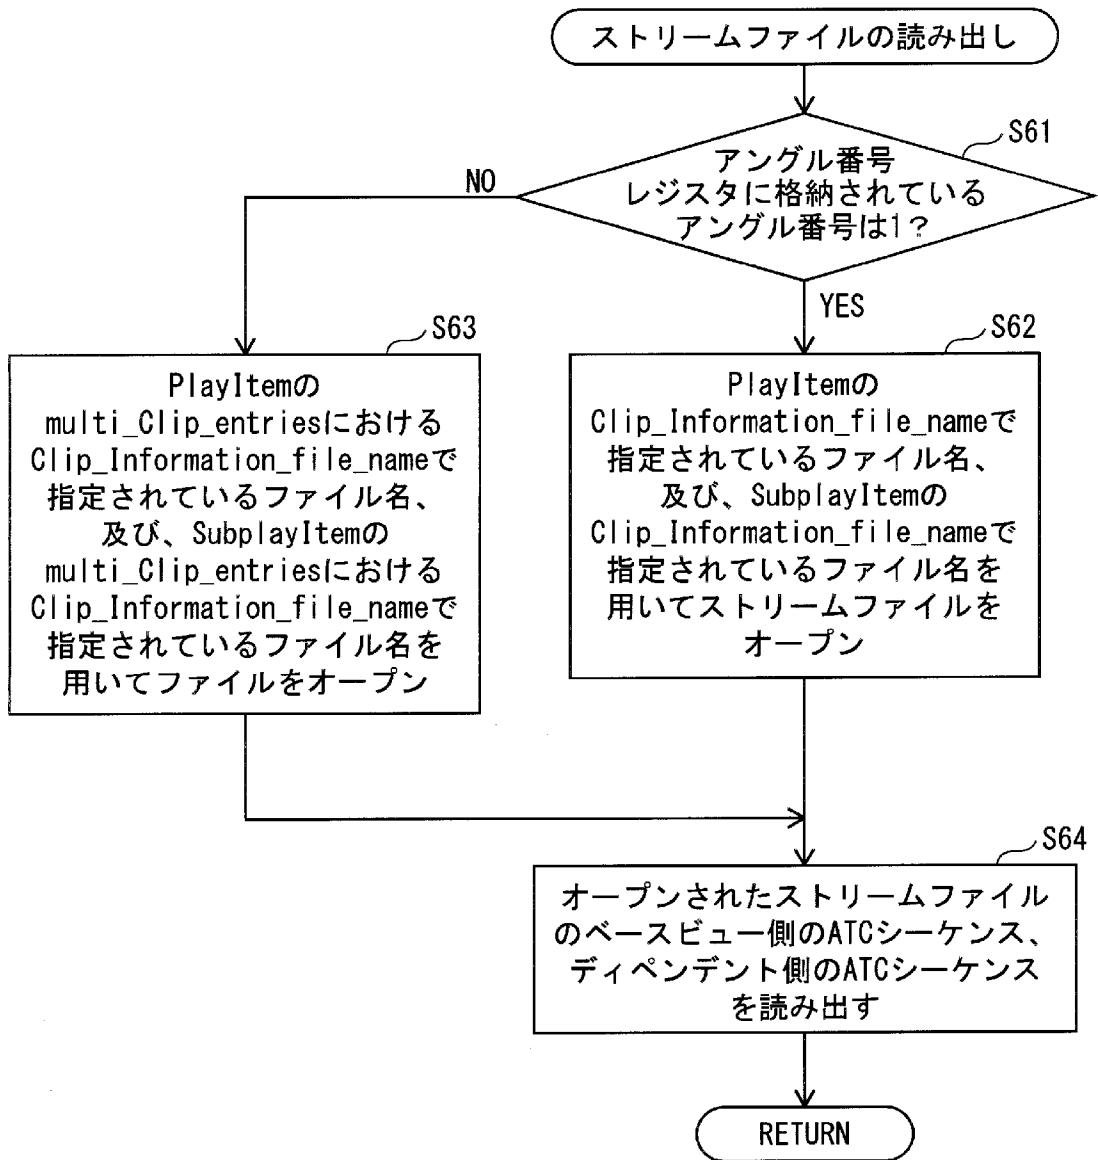 ストリームファイルの読み出し
S61
アングル番号
レジスタに格納されている
アングル番号は1?
NO
YES
S63
PlayItemの
multi_Clip_entriesにおける
Clip_Information_file_nameで
指定されているファイル名、
及び、SubplayItemの
multi_Clip_entriesにおける
Clip_Information_file_nameで
指定されているファイル名を
用いてファイルをオープン
S62
PlayItemの
Clip_Information_file_nameで
指定されているファイル名、
及び、SubplayItemの
Clip_Information_file_nameで
指定されているファイル名を
用いてストリームファイルを
オープン
S64
オープンされたストリームファイル
のベースビュー側のATCシーケンス、
ディペンデント側のATCシーケンス
を読み出す
RETURN